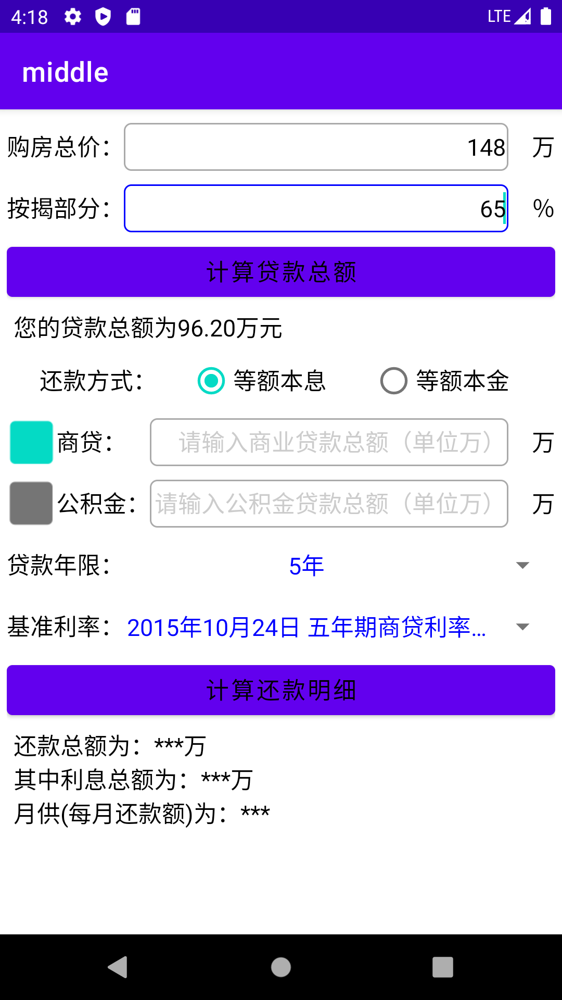 4:18 LTE
middle
购房总价： 148 万
按揭部分： 65 %
计算贷款总额
您的贷款总额为96.20万元
还款方式： 等额本息 等额本金
商贷： 请输入商业贷款总额（单位万） 万
公积金： 请输入公积金贷款总额（单位万） 万
贷款年限： 5年
基准利率： 2015年10月24日 五年期商贷利率...
计算还款明细
还款总额为：***万
其中利息总额为：***万
月供(每月还款额)为：***